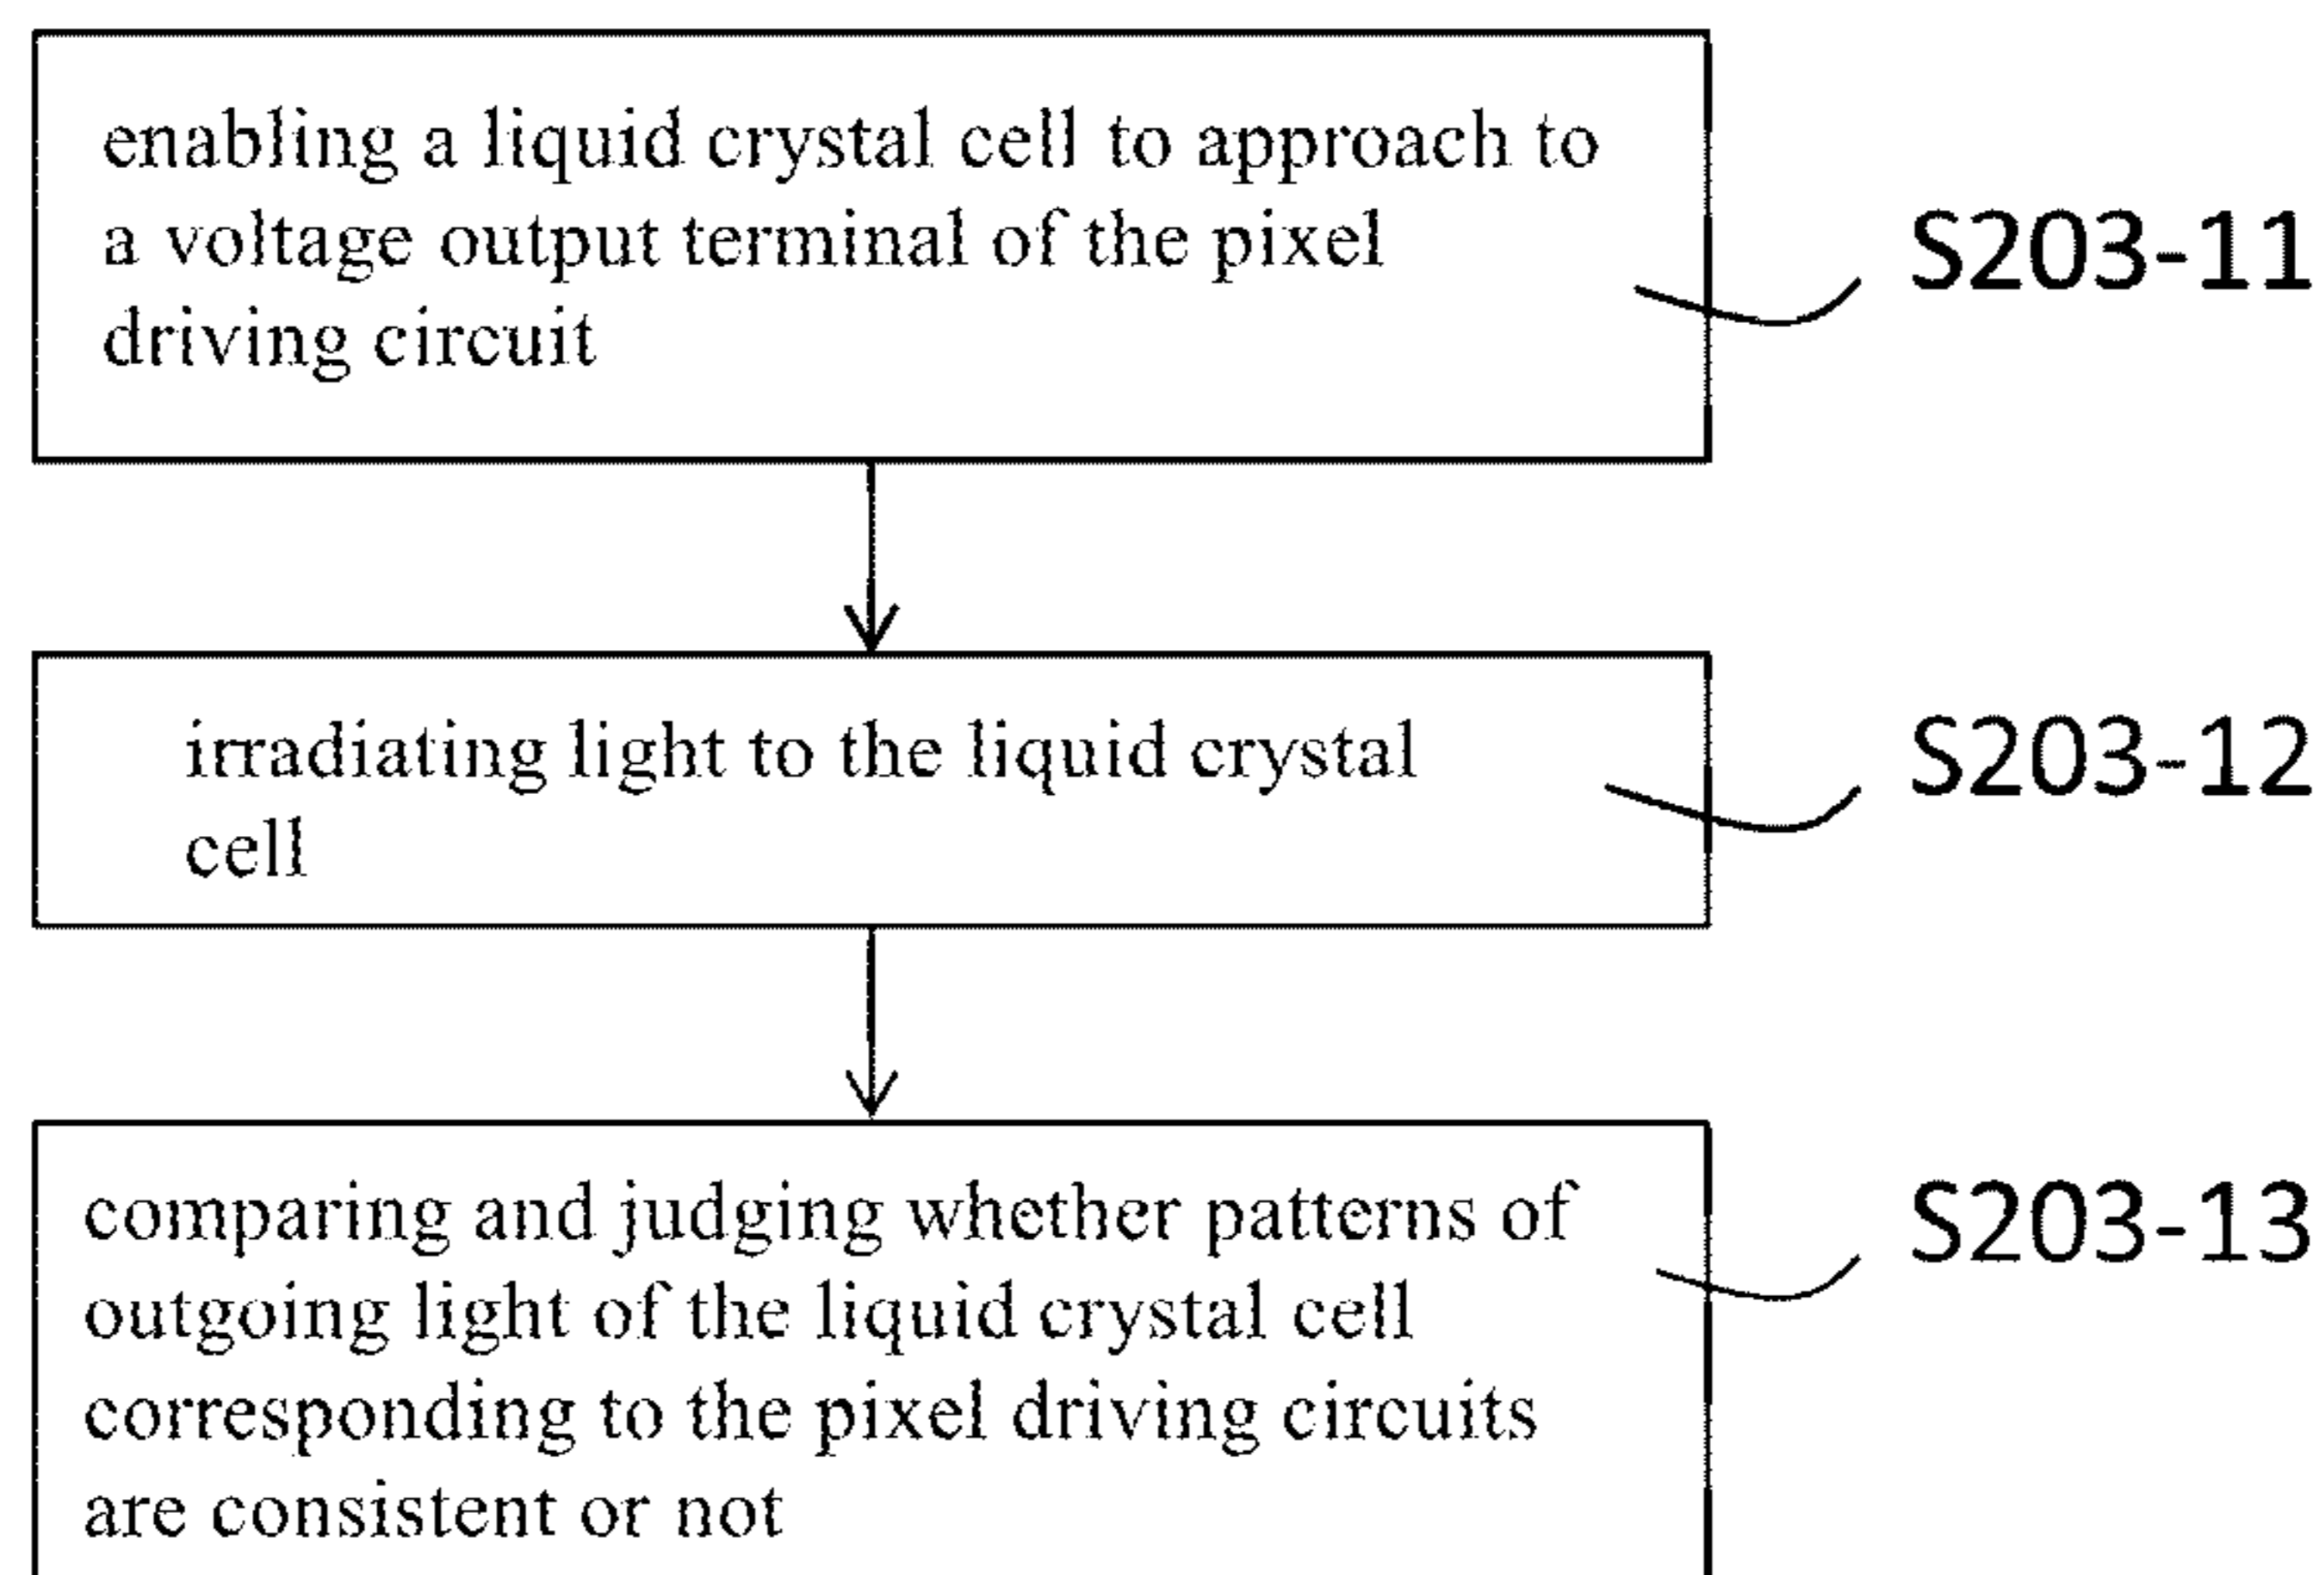 enabling a liquid crystal cell to approach to
a voltage output terminal of the pixel
driving circuit
S203-11
irradiating light to the liquid crystal
cell
S203-12
comparing and judging whether patterns of
outgoing light of the liquid crystal cell
corresponding to the pixel driving circuits
are consistent or not
S203-13